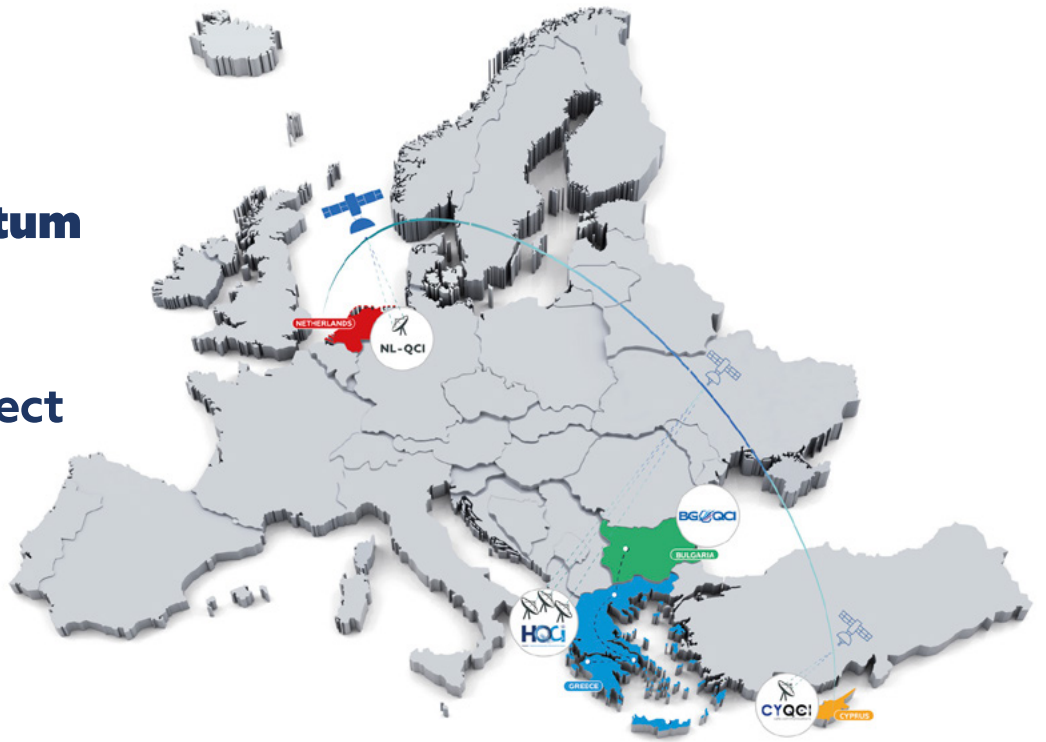 tum
NETHERLANDS
NL-QCI
ect
BG QCI
BULGARIA
HQCi
GREECE
CYQCI
CYPRUS